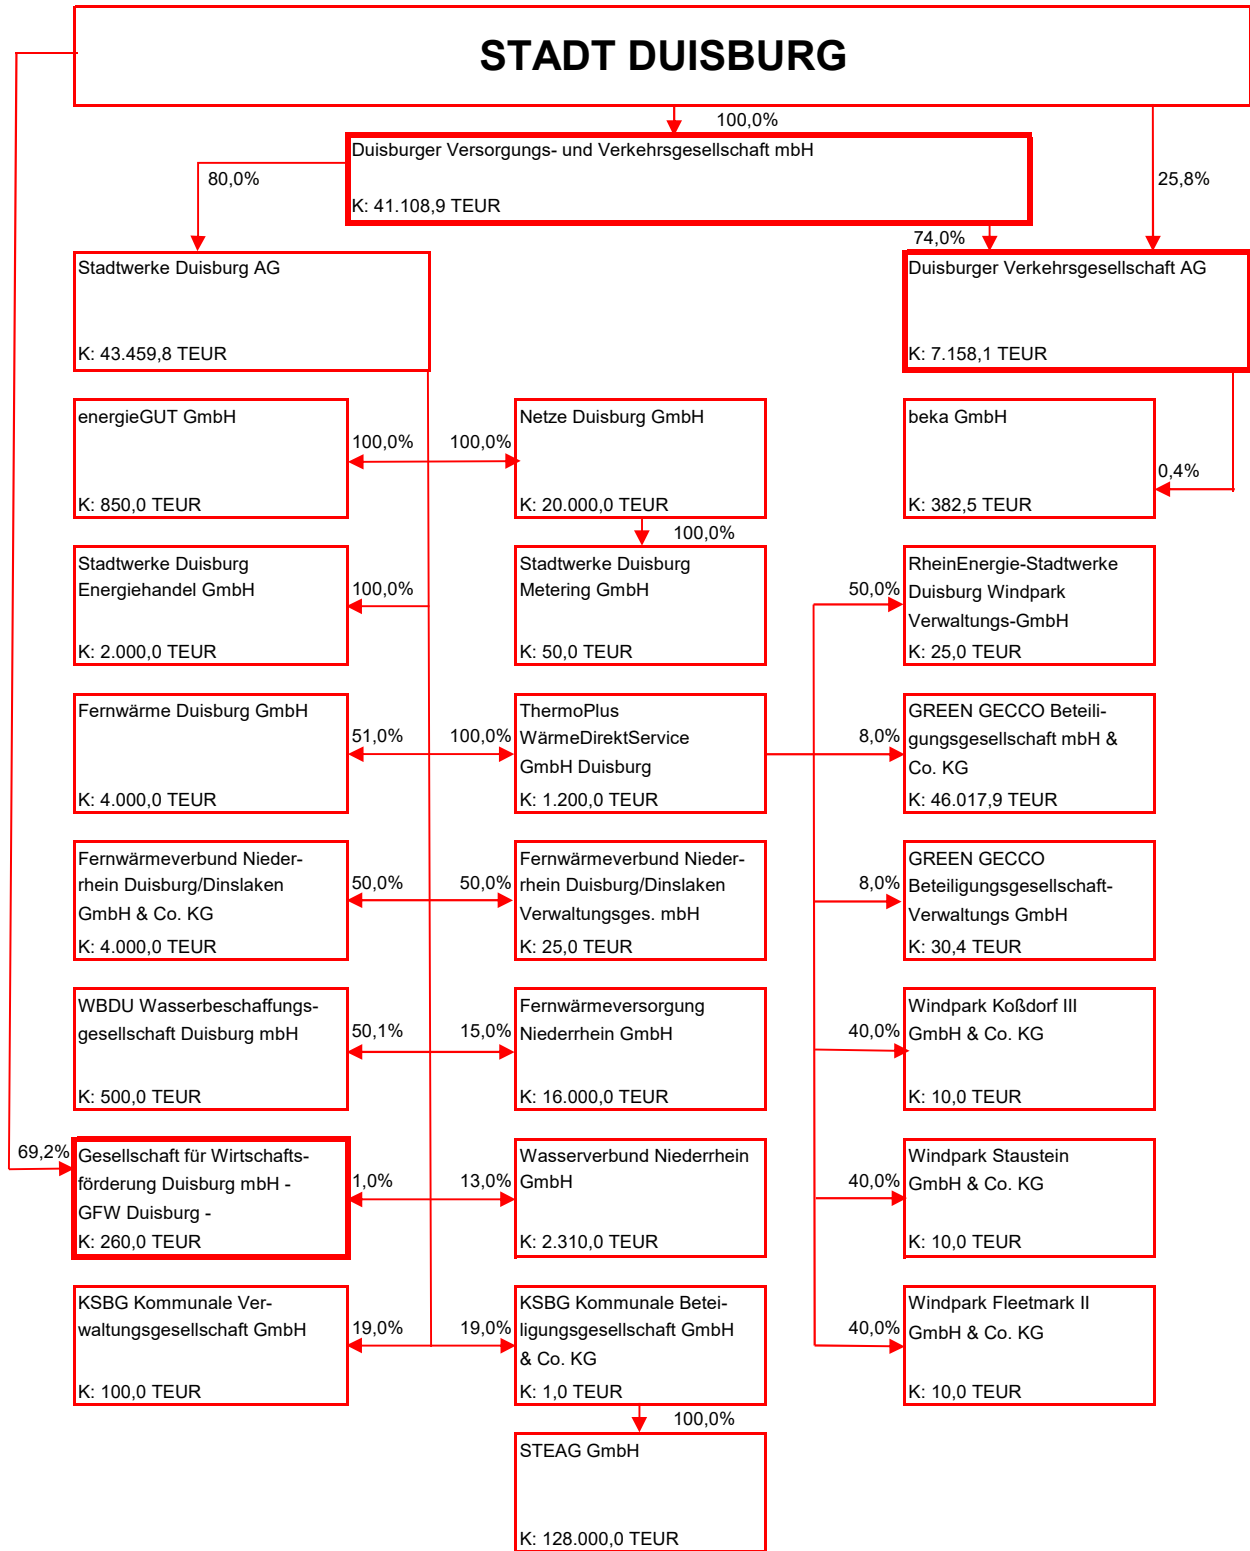 STADT DUISBURG
100,0%
Duisburger Versorgungs- und Verkehrsgesellschaft mbH
K: 41.108,9 TEUR
80,0%
25,8%
74,0%
Stadtwerke Duisburg AG
K: 43.459,8 TEUR
Duisburger Verkehrsgesellschaft AG
K: 7.158,1 TEUR
energieGUT GmbH
K: 850,0 TEUR
100,0%
100,0%
Netze Duisburg GmbH
K: 20.000,0 TEUR
beka GmbH
K: 382,5 TEUR
0,4%
100,0%
Stadtwerke Duisburg
Energiehandel GmbH
K: 2.000,0 TEUR
100,0%
Stadtwerke Duisburg
Metering GmbH
K: 50,0 TEUR
50,0%
RheinEnergie-Stadtwerke
Duisburg Windpark
Verwaltungs-GmbH
K: 25,0 TEUR
Fernwärme Duisburg GmbH
K: 4.000,0 TEUR
51,0%
100,0%
ThermoPlus
WärmeDirektService
GmbH Duisburg
K: 1.200,0 TEUR
8,0%
GREEN GECCO Beteili-
gungsgesellschaft mbH &
Co. KG
K: 46.017,9 TEUR
Fernwärmeverbund Nieder-
rhein Duisburg/Dinslaken
GmbH & Co. KG
K: 4.000,0 TEUR
50,0%
50,0%
Fernwärmeverbund Nieder-
rhein Duisburg/Dinslaken
Verwaltungsges. mbH
K: 25,0 TEUR
8,0%
GREEN GECCO
Beteiligungsgesellschaft-
Verwaltungs GmbH
K: 30,4 TEUR
WBDU Wasserbeschaffungs-
gesellschaft Duisburg mbH
K: 500,0 TEUR
50,1%
15,0%
Fernwärmeversorgung
Niederrhein GmbH
K: 16.000,0 TEUR
40,0%
Windpark Koßdorf III
GmbH & Co. KG
K: 10,0 TEUR
69,2%
Gesellschaft für Wirtschafts-
förderung Duisburg mbH -
GFW Duisburg -
K: 260,0 TEUR
1,0%
13,0%
Wasserverbund Niederrhein
GmbH
K: 2.310,0 TEUR
40,0%
Windpark Staustein
GmbH & Co. KG
K: 10,0 TEUR
KSBG Kommunale Ver-
waltungsgesellschaft GmbH
K: 100,0 TEUR
19,0%
19,0%
KSBG Kommunale Betei-
ligungsgesellschaft GmbH
& Co. KG
K: 1,0 TEUR
40,0%
Windpark Fleetmark II
GmbH & Co. KG
K: 10,0 TEUR
100,0%
STEAG GmbH
K: 128.000,0 TEUR